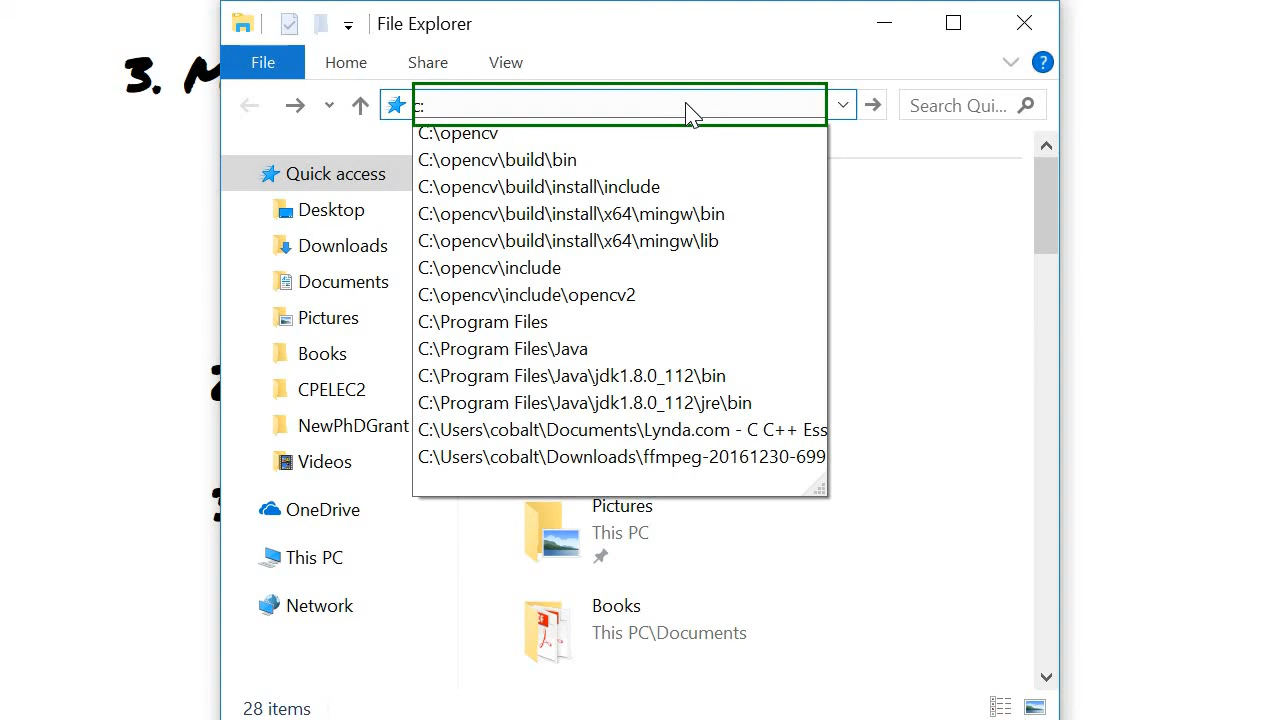 File Explorer
File Home Share View
c:
Search Qui...
C:\opencv
C:\opencv\build\bin
C:\opencv\build\install\include
C:\opencv\build\install\x64\mingw\bin
C:\opencv\build\install\x64\mingw\lib
C:\opencv\include
C:\opencv\include\opencv2
C:\Program Files
C:\Program Files\Java
C:\Program Files\Java\jdk1.8.0_112\bin
C:\Program Files\Java\jdk1.8.0_112\jre\bin
C:\Users\cobalt\Documents\Lynda.com - C C++ Ess
C:\Users\cobalt\Downloads\ffmpeg-20161230-699
Quick access
Desktop
Downloads
Documents
Pictures
Books
CPELEC2
NewPhDGrant
Videos
OneDrive
This PC
Network
Pictures
This PC
Books
This PC\Documents
28 items
3. M